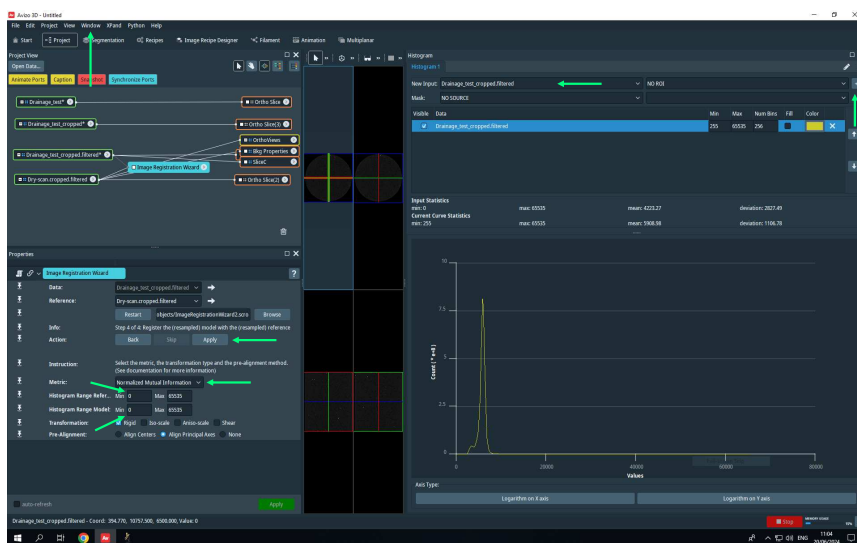 Avizo 3D - Untitled
File Edit Project View Window XPand Python Help
Start Project Segmentation Recipes Image Recipe Designer Filament Animation Multiplanar
Project View
Open Data...
Animate Ports Caption Snapshot Synchronize Ports
Drainage_test* Ortho Slice
Drainage_test_cropped* Ortho Slice(3)
OrthoViews
Drainage_test_cropped.filtered* Bkg Properties
Image Registration Wizard SliceC
Dry-scan.cropped.filtered Ortho Slice(2)
Properties
Image Registration Wizard ?
Data: Drainage_test_cropped.filtered
Reference: Dry-scan.cropped.filtered
Restart objects/ImageRegistrationWizard2.scro Browse
Info: Step 4 of 4: Register the (resampled) model with the (resampled) reference
Action: Back Skip Apply
Instruction: Select the metric, the transformation type and the pre-alignment method.
(See documentation for more information)
Metric: Normalized Mutual Information
Histogram Range Refer... Min 0 Max 65535
Histogram Range Model: Min 0 Max 65535
Transformation: Rigid Iso-scale Aniso-scale Shear
Pre-Alignment: Align Centers Align Principal Axes None
auto-refresh Apply
Histogram
Histogram 1
New Input: Drainage_test_cropped.filtered NO ROI
Mask: NO SOURCE
Visible Data Min Max Num Bins Fill Color
Drainage_test_cropped.filtered 255 65535 256
Input Statistics
min: 0 max: 65535 mean: 4223.27 deviation: 2827.49
Current Curve Statistics
min: 255 max: 65535 mean: 5908.98 deviation: 1108.78
10
7.5
5
2.5
0
Count ( *e+8 )
0 20000 40000 60000 80000
Values
Axis Type:
Logarithm on X axis Logarithm on Y axis
Drainage_test_cropped.filtered - Coord: 394.770, 10757.500, 6500.000, Value: 0
Stop MEMORY USAGE
ENG 11:04
20/06/2024